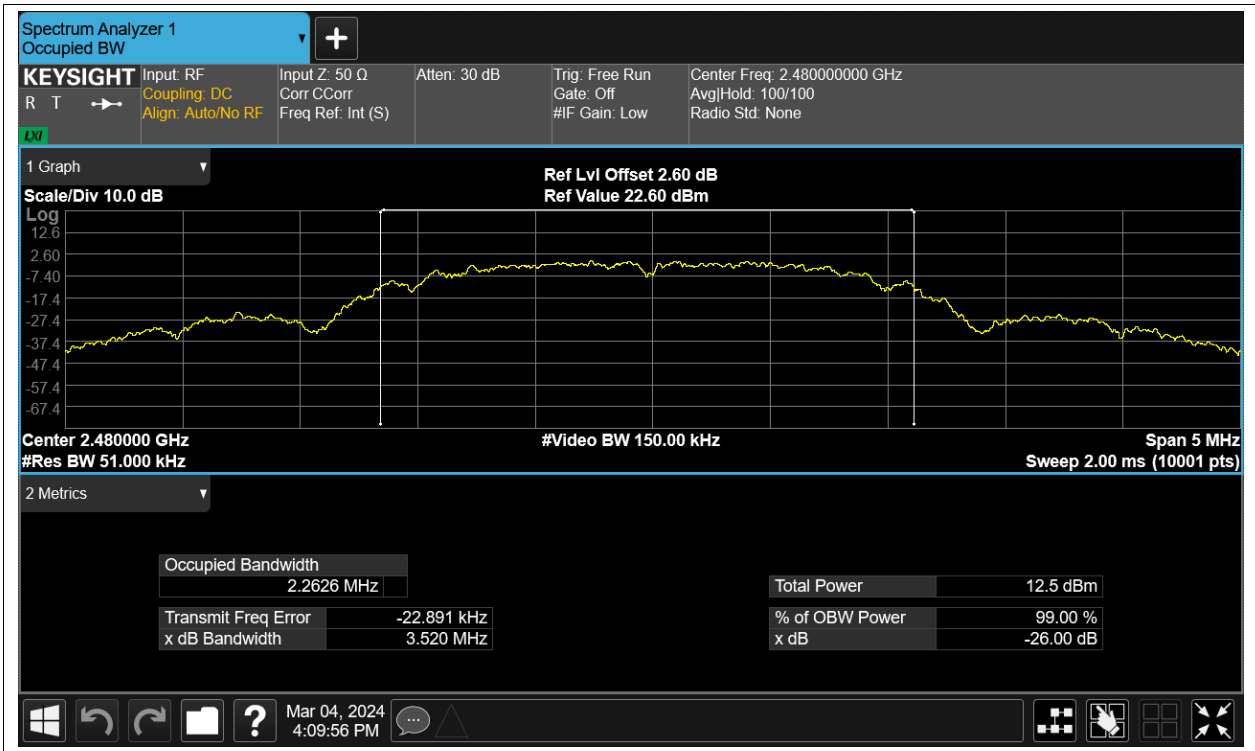 Spectrum Analyzer 1
Occupied BW
KEYSIGHT
R T
LXI
Input: RF
Coupling: DC
Align: Auto/No RF
Input Z: 50 Ω
Corr CCorr
Freq Ref: Int (S)
Atten: 30 dB
Trig: Free Run
Gate: Off
#IF Gain: Low
Center Freq: 2.480000000 GHz
Avg|Hold: 100/100
Radio Std: None
1 Graph
Scale/Div 10.0 dB
Ref Lvl Offset 2.60 dB
Ref Value 22.60 dBm
Log
12.6
2.60
-7.40
-17.4
-27.4
-37.4
-47.4
-57.4
-67.4
Center 2.480000 GHz
#Res BW 51.000 kHz
#Video BW 150.00 kHz
Span 5 MHz
Sweep 2.00 ms (10001 pts)
2 Metrics
Occupied Bandwidth
2.2626 MHz
Total Power 12.5 dBm
Transmit Freq Error -22.891 kHz
% of OBW Power 99.00 %
x dB Bandwidth 3.520 MHz
x dB -26.00 dB
?
Mar 04, 2024
4:09:56 PM